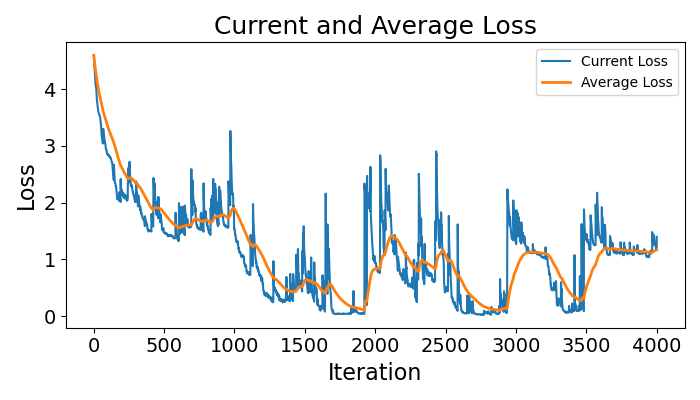 Current and Average Loss
Current Loss
Average Loss
Loss
4
3
2
1
0
0 500 1000 1500 2000 2500 3000 3500 4000
Iteration